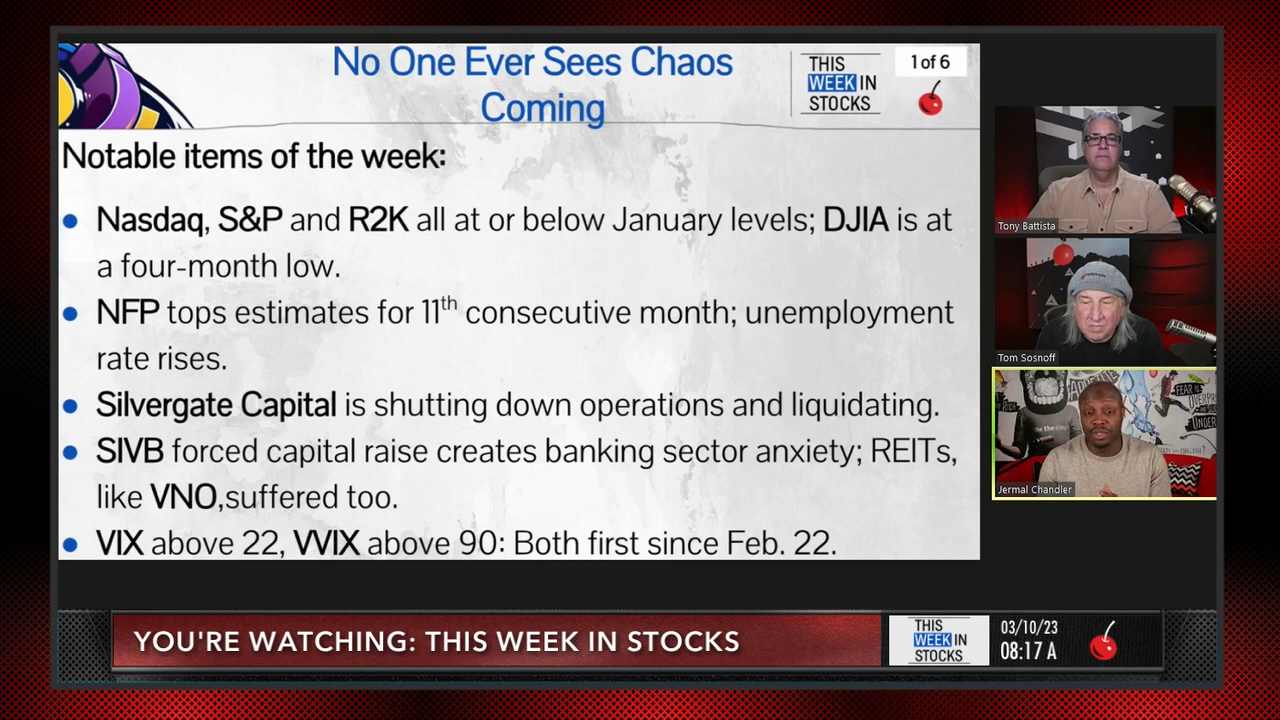 No One Ever Sees Chaos
Coming
THIS
WEEK IN
STOCKS
1 of 6
Notable items of the week:
Nasdaq, S&P and R2K all at or below January levels; DJIA is at
a four-month low.
NFP tops estimates for 11th consecutive month; unemployment
rate rises.
Silvergate Capital is shutting down operations and liquidating.
SIVB forced capital raise creates banking sector anxiety; REITs,
like VNO,suffered too.
VIX above 22, VVIX above 90: Both first since Feb. 22.
Tony Battista
Tom Sosnoff
FEAR IS
UNDER
Jermal Chandler
YOU'RE WATCHING: THIS WEEK IN STOCKS
THIS
WEEK IN
STOCKS
03/10/23
08:17 A